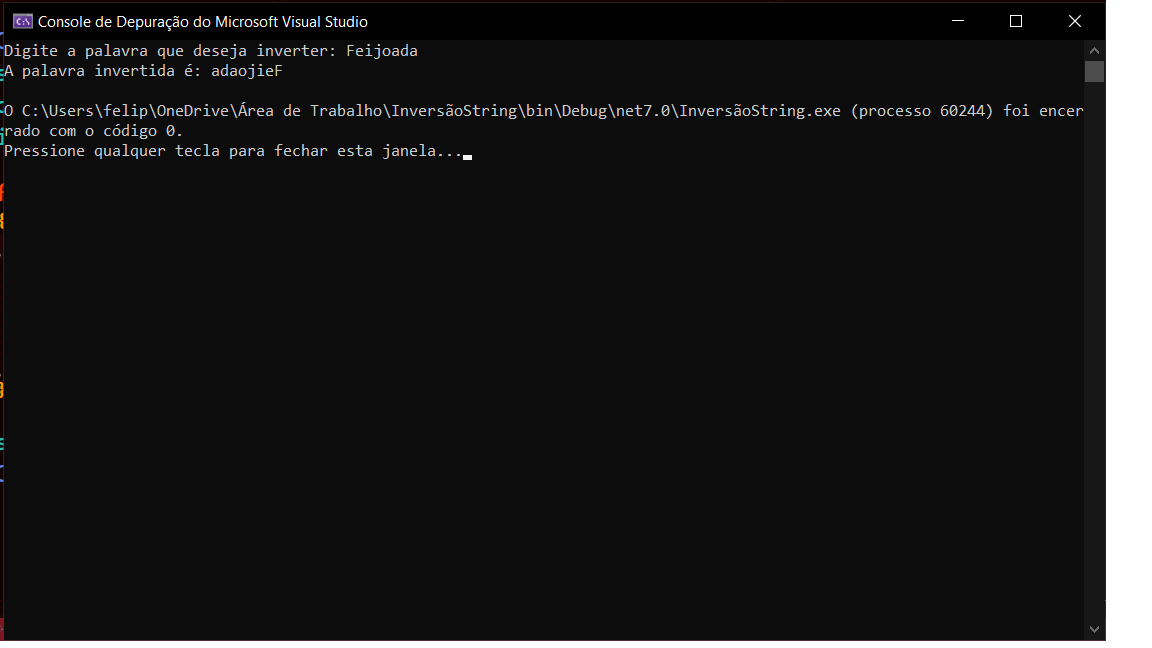 Console de Depuração do Microsoft Visual Studio
Digite a palavra que deseja inverter: Feijoada
A palavra invertida é: adaojieF
O C:\Users\felip\OneDrive\Área de Trabalho\InversãoString\bin\Debug\net7.0\InversãoString.exe (processo 60244) foi encer
rado com o código 0.
Pressione qualquer tecla para fechar esta janela...